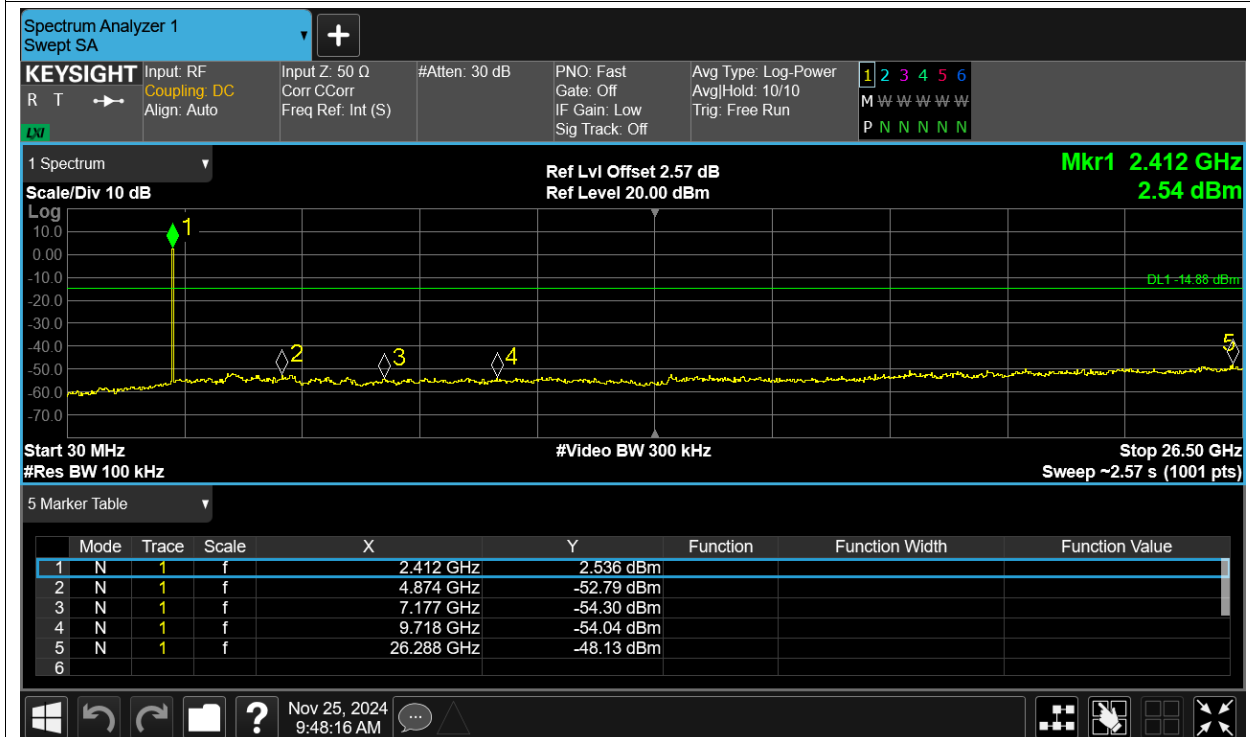 Spectrum Analyzer 1
Swept SA
+
KEYSIGHT
R T
LXI
Input: RF
Coupling: DC
Align: Auto
Input Z: 50 Ω
Corr CCorr
Freq Ref: Int (S)
#Atten: 30 dB
PNO: Fast
Gate: Off
IF Gain: Low
Sig Track: Off
Avg Type: Log-Power
Avg|Hold: 10/10
Trig: Free Run
1 2 3 4 5 6
M W W W W W
P N N N N N
1 Spectrum
Scale/Div 10 dB
Ref Lvl Offset 2.57 dB
Ref Level 20.00 dBm
Mkr1 2.412 GHz
2.54 dBm
Log
10.0
0.00
-10.0
-20.0
-30.0
-40.0
-50.0
-60.0
-70.0
1
2
3
4
5
DL1 -14.88 dBm
Start 30 MHz
#Video BW 300 kHz
Stop 26.50 GHz
#Res BW 100 kHz
Sweep ~2.57 s (1001 pts)
5 Marker Table
Mode Trace Scale X Y Function Function Width Function Value
1 N 1 f 2.412 GHz 2.536 dBm
2 N 1 f 4.874 GHz -52.79 dBm
3 N 1 f 7.177 GHz -54.30 dBm
4 N 1 f 9.718 GHz -54.04 dBm
5 N 1 f 26.288 GHz -48.13 dBm
6
?
Nov 25, 2024
9:48:16 AM